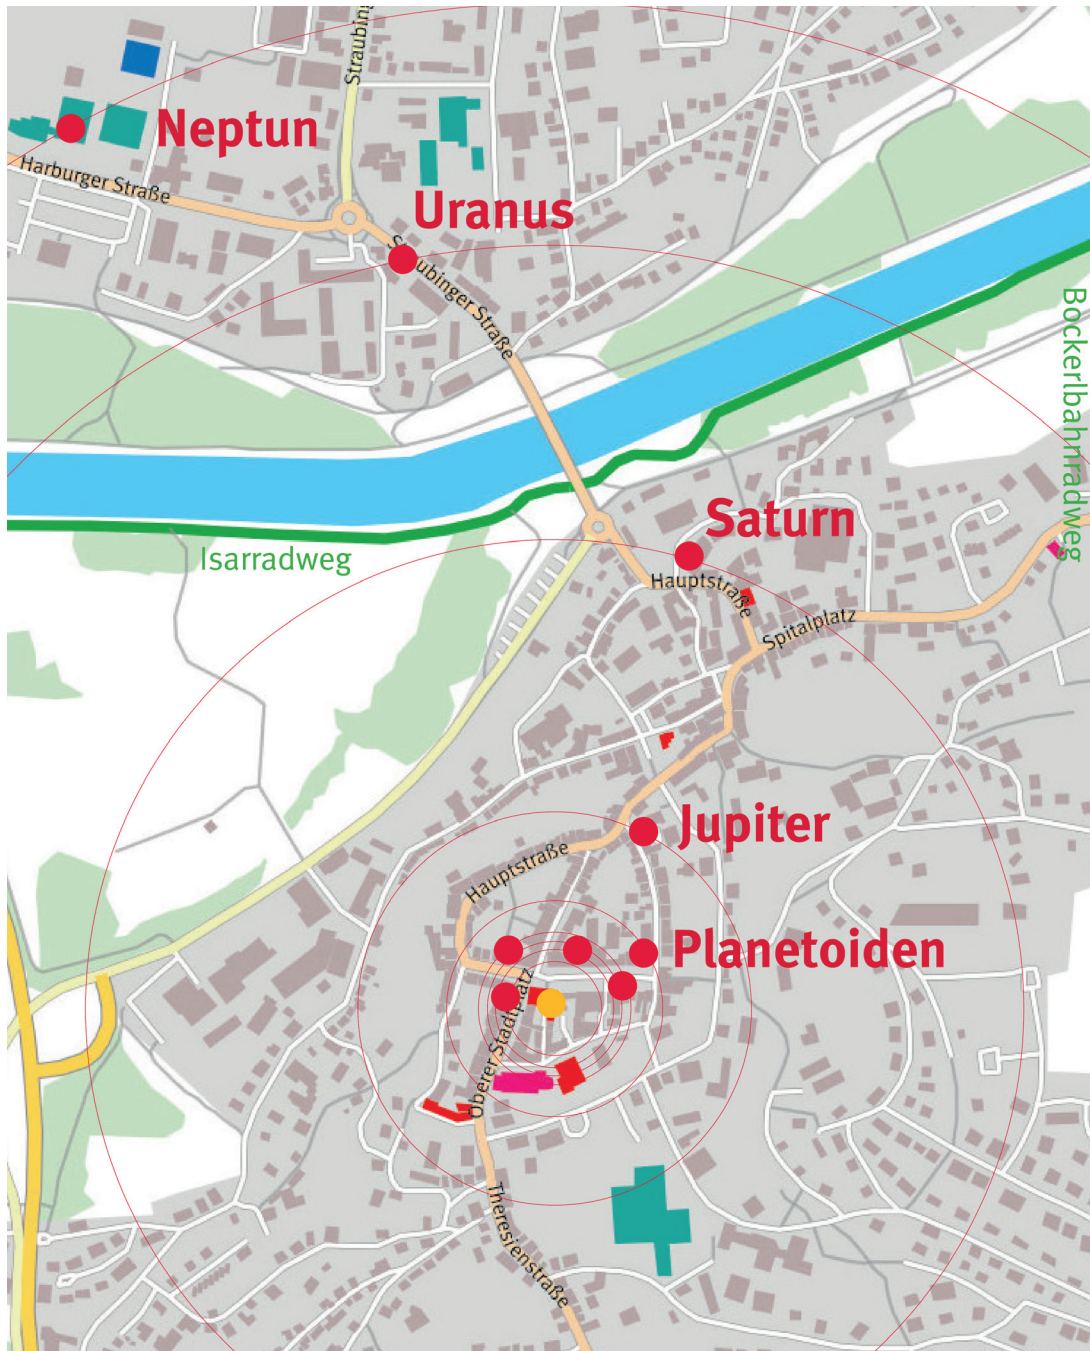 Straubing
Neptun
Harburger Straße
Uranus
Straubinger Straße
Bockerlbahnradweg
Saturn
Isarradweg
Hauptstraße
Spitalplatz
Jupiter
Hauptstraße
Planetoiden
Oberer Stadtplatz
Theresienstraße